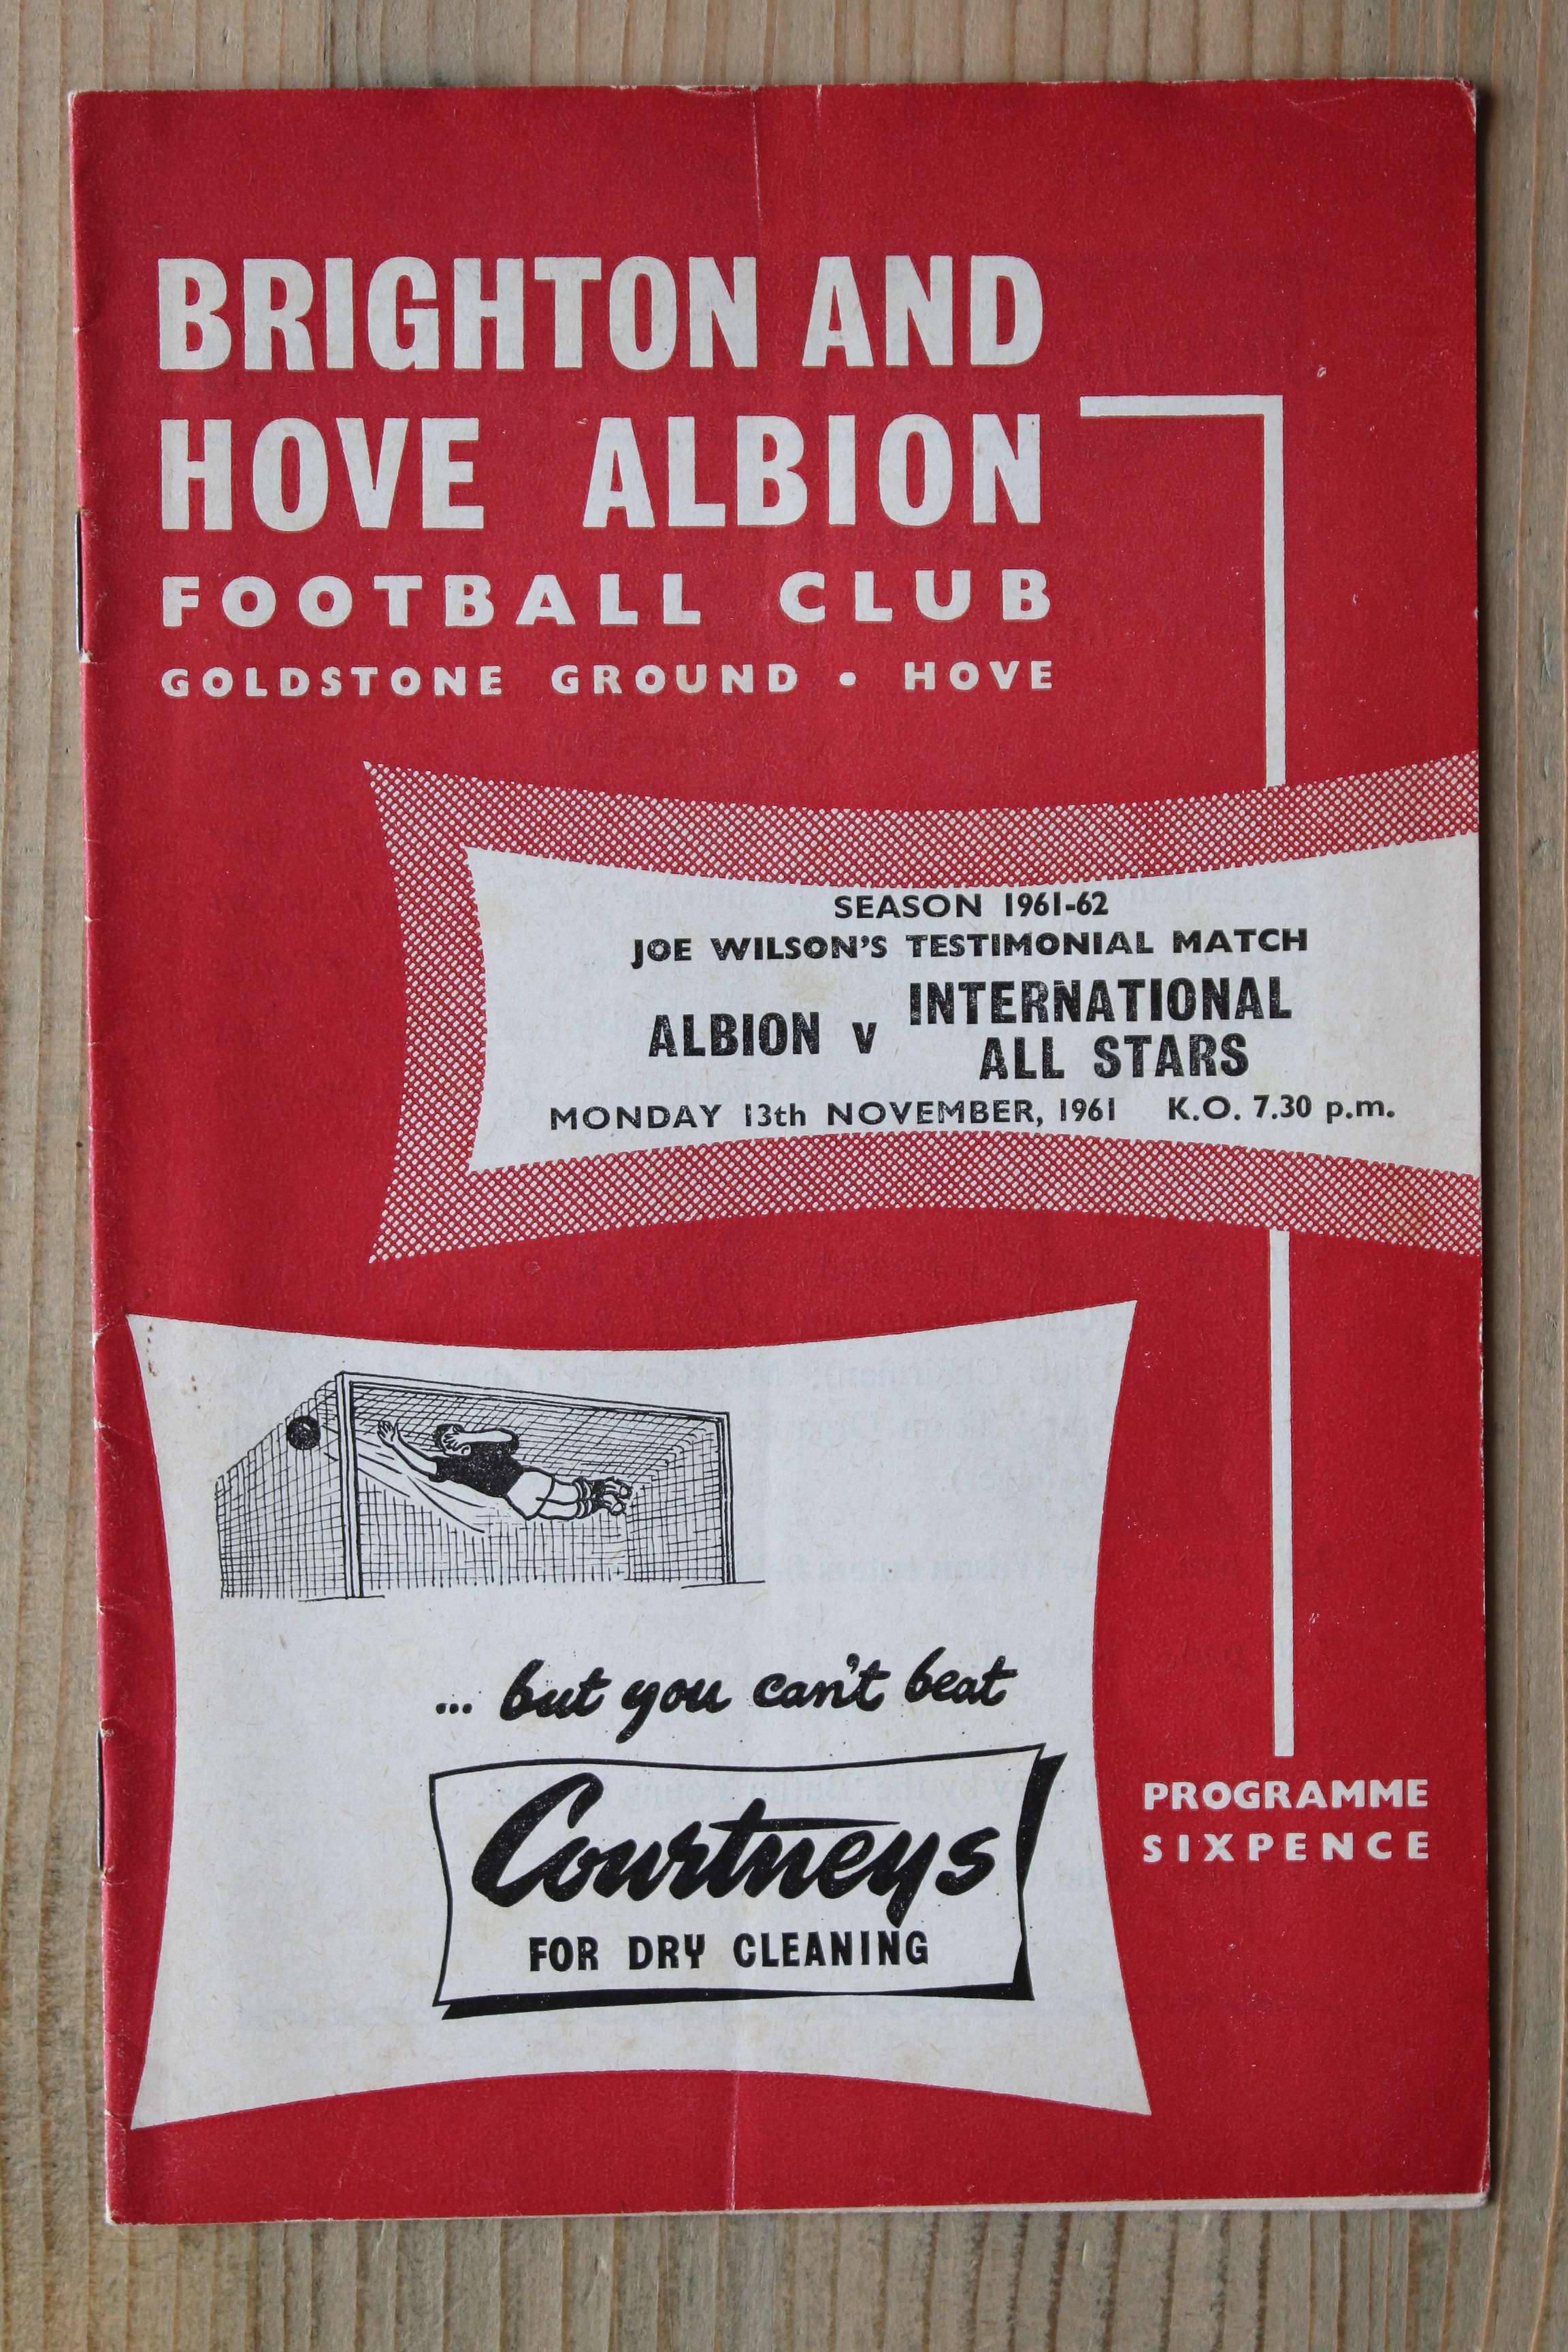 BRIGHTON AND
HOVE ALBION
FOOTBALL CLUB
GOLDSTONE GROUND • HOVE
SEASON 1961-62
JOE WILSON'S TESTIMONIAL MATCH
ALBION v INTERNATIONAL
ALL STARS
MONDAY 13th NOVEMBER, 1961 K.O. 7.30 p.m.
... but you can't beat
Courtneys
FOR DRY CLEANING
PROGRAMME
SIXPENCE